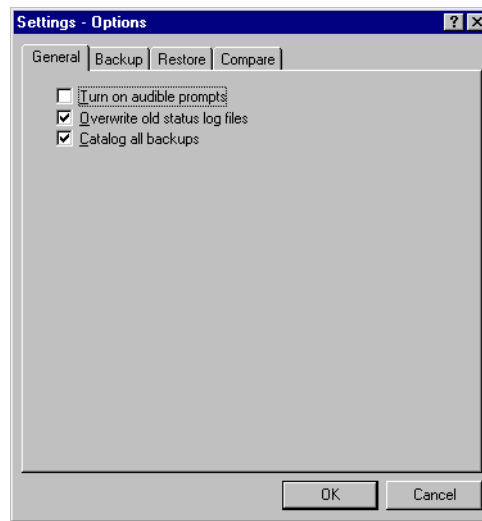 Settings - Options
General Backup Restore Compare
Turn on audible prompts
Overwrite old status log files
Catalog all backups
OK Cancel